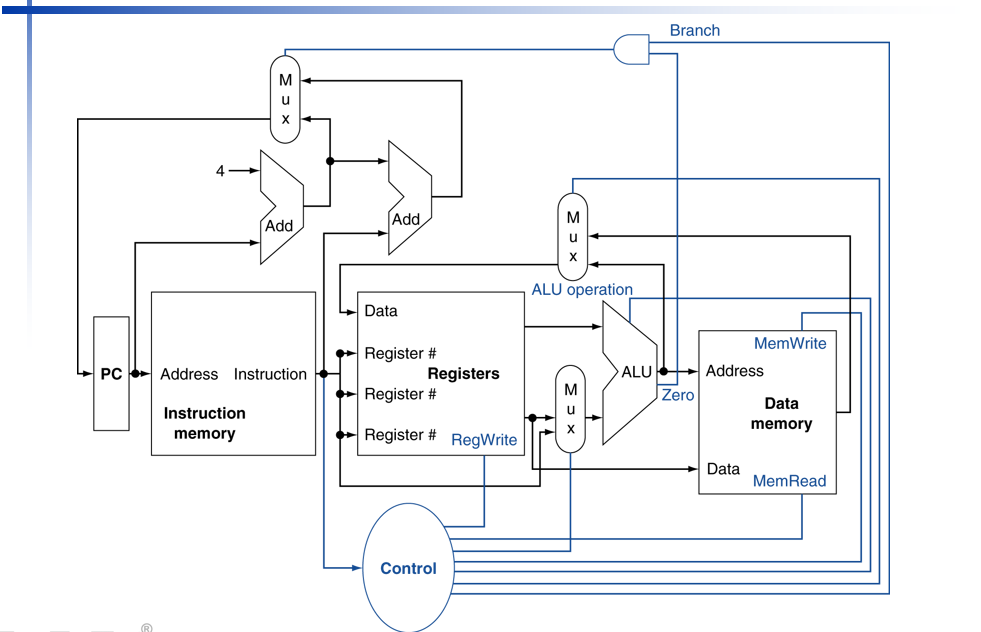 Branch
M
u
x
4
Add
Add
M
u
x
ALU operation
Data
Register #
Registers
Register #
Register #
RegWrite
PC
Address
Instruction
Instruction
memory
M
u
x
ALU
Zero
MemWrite
Address
Data
memory
Data
MemRead
Control
®